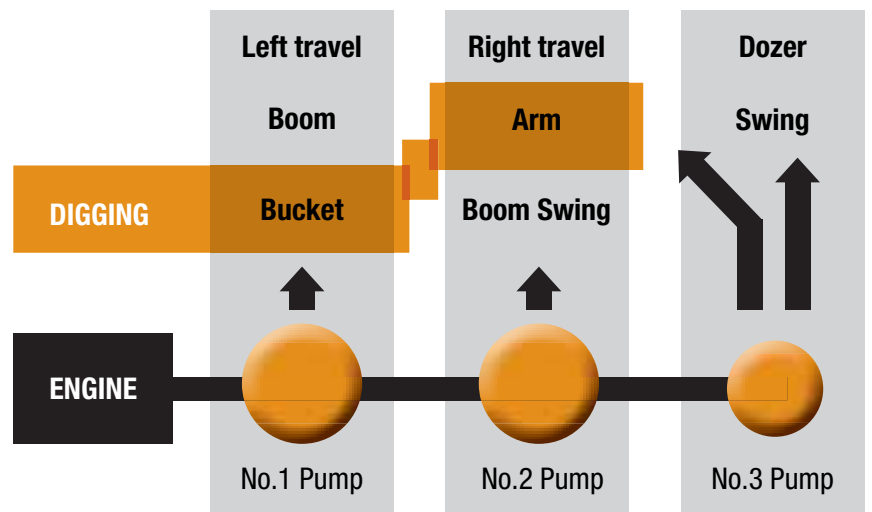 Left travel
Right travel
Dozer
Boom
Arm
Swing
DIGGING
Bucket
Boom Swing
ENGINE
No.1 Pump
No.2 Pump
No.3 Pump